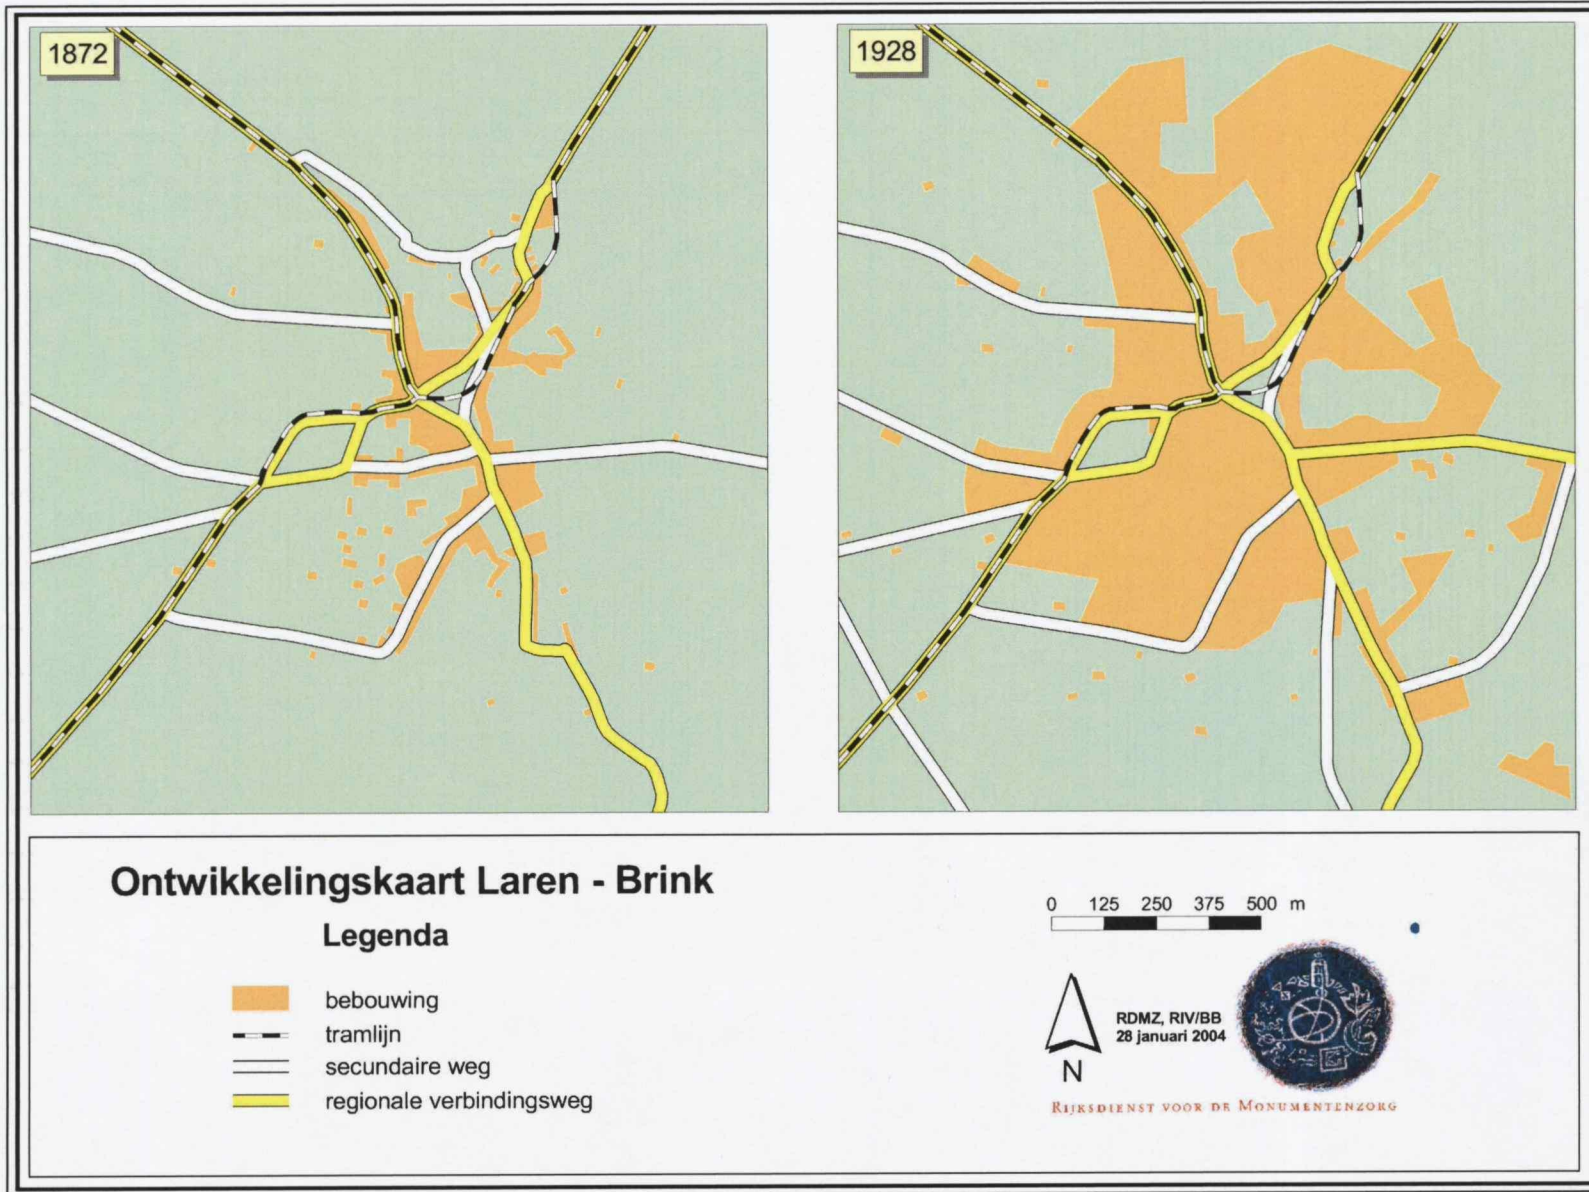 1872
1928
Ontwikkelingskaart Laren - Brink
Legenda
bebouwing
tramlijn
secundaire weg
regionale verbindingsweg
0 125 250 375 500 m
N
RDMZ, RIV/BB
28 januari 2004
RIJKSDIENST VOOR DE MONUMENTENZORG